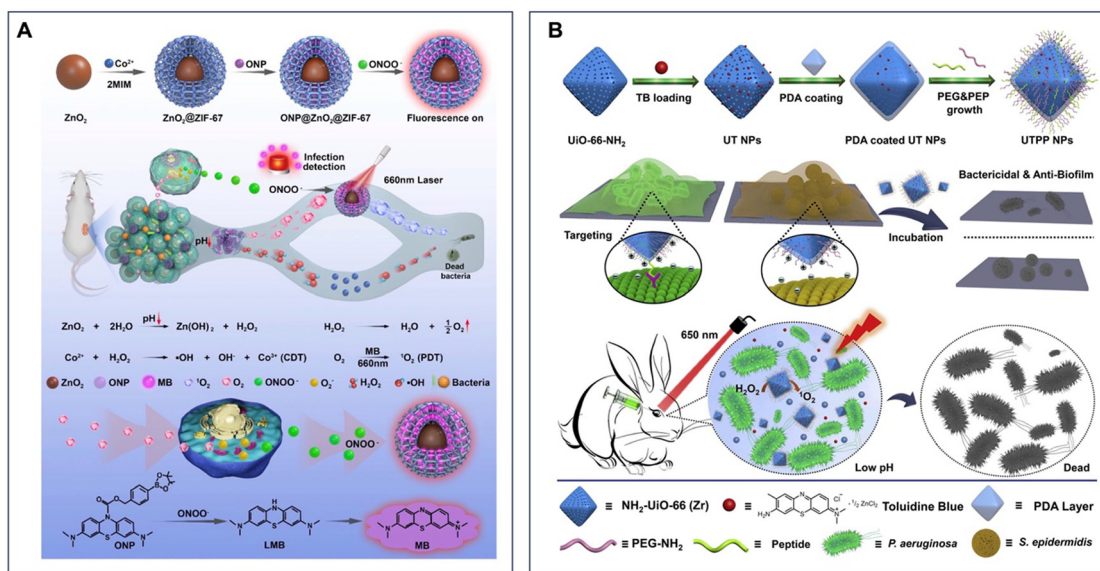 A
Co²⁺
2MIM
ONP
ONOO⁻
ZnO₂
ZnO₂@ZIF-67
ONP@ZnO₂@ZIF-67
Fluorescence on
Infection
detection
ONOO⁻
660nm Laser
pH↓
Dead
bacteria
ZnO₂ + 2H₂O pH↓ → Zn(OH)₂ + H₂O₂
H₂O₂ → H₂O + ½ O₂↑
Co²⁺ + H₂O₂ → •OH + OH⁻ + Co³⁺ (CDT)
O₂ MB 660nm → ¹O₂ (PDT)
ZnO₂ ONP MB ¹O₂ O₂ ONOO⁻ O₂⁻ H₂O₂ •OH Bacteria
ONOO⁻
O
O
B
O
O
N
N
S
N
ONP
ONOO⁻
H
N
N
S
N
LMB
N
N
S
N⁺
MB
B
TB loading
PDA coating
PEG&PEP
growth
UiO-66-NH₂
UT NPs
PDA coated UT NPs
UTPP NPs
Targeting
Incubation
Bactericidal & Anti-Biofilm
650 nm
H₂O₂
¹O₂
Low pH
Dead
≡ NH₂-UiO-66 (Zr)
≡
N
H₂N
S
N⁺
Cl⁻
· ¹/² ZnCl₂
Toluidine Blue
≡ PDA Layer
≡ PEG-NH₂
≡ Peptide
≡ P. aeruginosa
≡ S. epidermidis